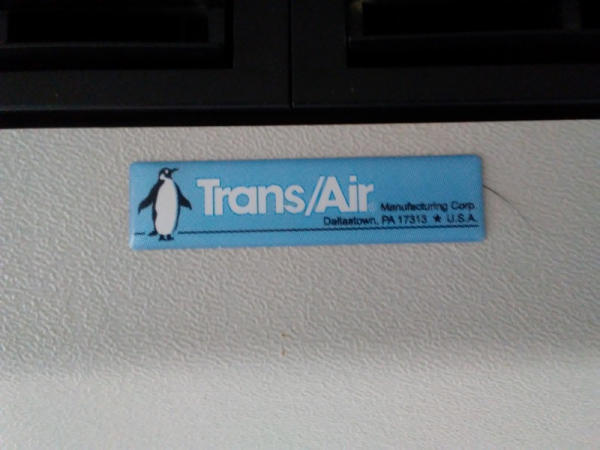 Trans/Air Manufacturing Corp.
Dallastown, PA 17313 ★ U.S.A.